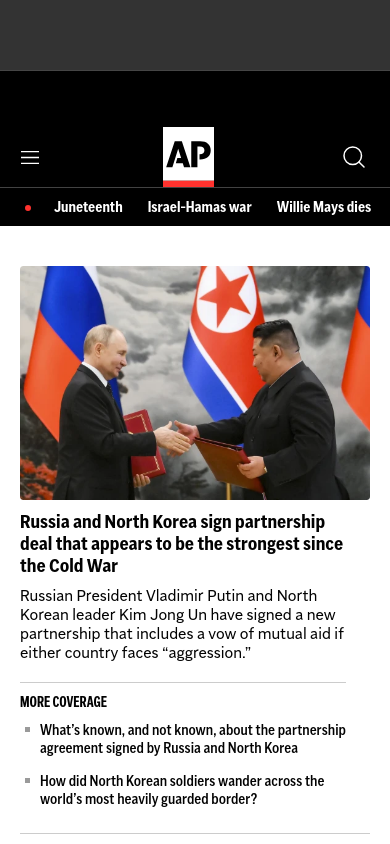 AP
Juneteenth
Israel-Hamas war
Willie Mays dies
Russia and North Korea sign partnership
deal that appears to be the strongest since
the Cold War
Russian President Vladimir Putin and North
Korean leader Kim Jong Un have signed a new
partnership that includes a vow of mutual aid if
either country faces “aggression.”
MORE COVERAGE
What’s known, and not known, about the partnership
agreement signed by Russia and North Korea
How did North Korean soldiers wander across the
world’s most heavily guarded border?